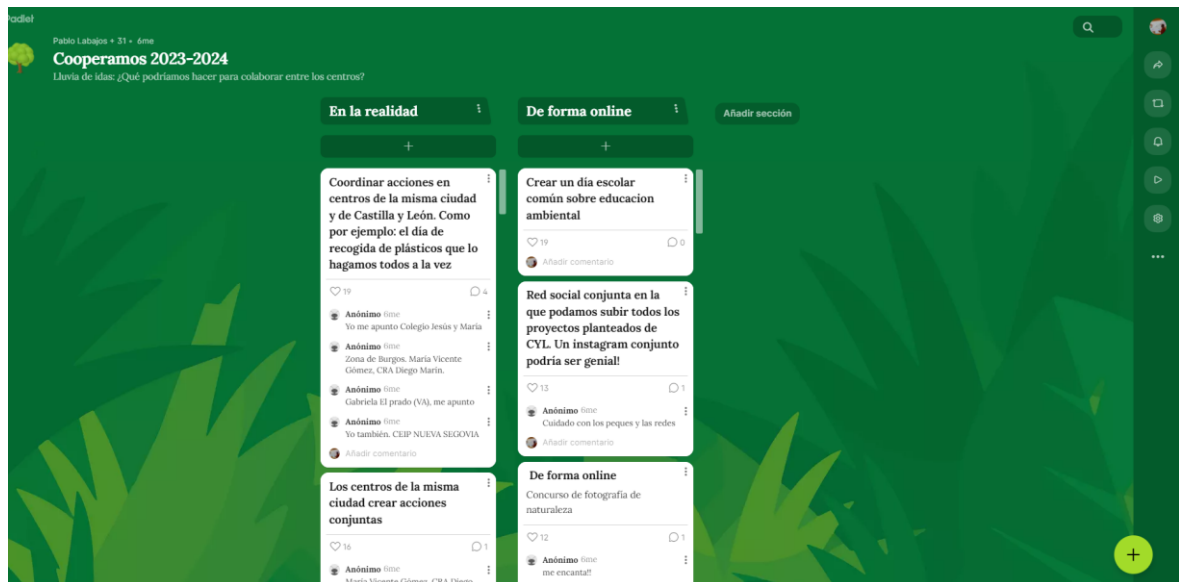 Padlet
Pablo Labajos + 31 • 6me
Cooperamos 2023-2024
Lluvia de idas: ¿Qué podríamos hacer para colaborar entre los centros?
En la realidad
Coordinar acciones en
centros de la misma ciudad
y de Castilla y León. Como
por ejemplo: el día de
recogida de plásticos que lo
hagamos todos a la vez
19
4
Anónimo 6me
Yo me apunto Colegio Jesús y María
Anónimo 6me
Zona de Burgos. María Vicente
Gómez, CRA Diego Marín.
Anónimo 6me
Gabriela El prado (VA), me apunto
Anónimo 6me
Yo también. CEIP NUEVA SEGOVIA
Añadir comentario
Los centros de la misma
ciudad crear acciones
conjuntas
16
1
Anónimo 6me
María Vicente Gómez, CRA Diego
De forma online
Crear un día escolar
común sobre educacion
ambiental
19
0
Añadir comentario
Red social conjunta en la
que podamos subir todos los
proyectos planteados de
CYL. Un instagram conjunto
podría ser genial!
13
1
Anónimo 6me
Cuidado con los peques y las redes
Añadir comentario
De forma online
Concurso de fotografía de
naturaleza
12
1
Anónimo 6me
me encanta!!
Añadir sección